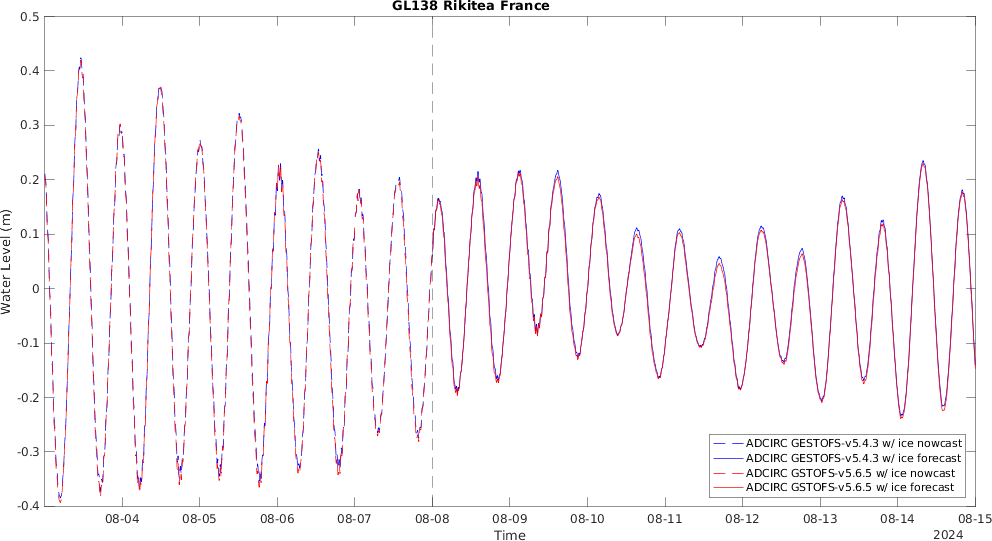 GL138 Rikitea France
0.5
0.4
0.3
0.2
0.1
0
-0.1
-0.2
-0.3
-0.4
Water Level (m)
08-04 08-05 08-06 08-07 08-08 08-09 08-10 08-11 08-12 08-13 08-14 08-15
Time
2024
ADCIRC GESTOFS-v5.4.3 w/ ice nowcast
ADCIRC GESTOFS-v5.4.3 w/ ice forecast
ADCIRC GSTOFS-v5.6.5 w/ ice nowcast
ADCIRC GSTOFS-v5.6.5 w/ ice forecast